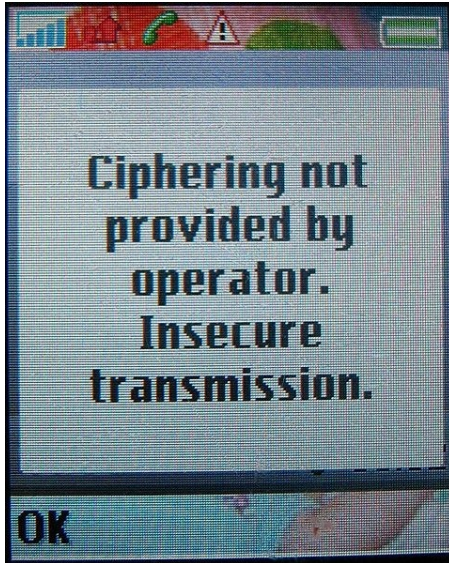 Ciphering not
provided by
operator.
Insecure
transmission.
OK